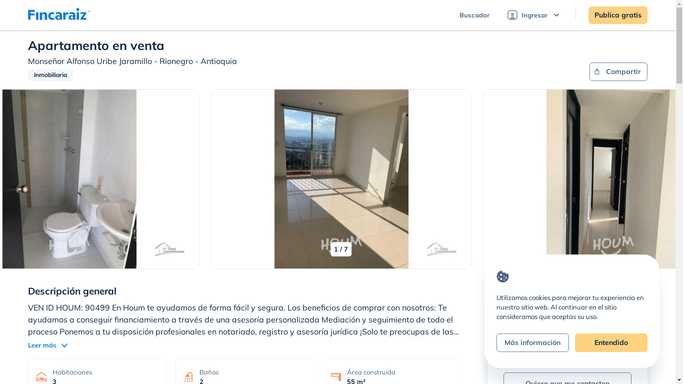 Fincaraiz
Buscador
Ingresar
Publica gratis
Apartamento en venta
Monseñor Alfonso Uribe Jaramillo - Rionegro - Antioquia
Inmobiliaria
Compartir
HOUM
HOUM
1 / 7
Descripción general
VEN ID HOUM: 90499 En Houm te ayudamos de forma fácil y segura. Los beneficios de comprar con nosotros: Te
ayudamos a conseguir financiamiento a través de una asesoría personalizada Mediación y seguimiento de todo el
proceso Ponemos a tu disposición profesionales en notariado, registro y asesoría jurídica ¡Solo te preocupas de las...
Leer más
Habitaciones
3
Baños
2
Área construida
55 m²
Utilizamos cookies para mejorar tu experiencia en
nuestro sitio web. Al continuar en el sitio
consideramos que aceptas su uso.
Más información
Entendido
Quiero que me contacten